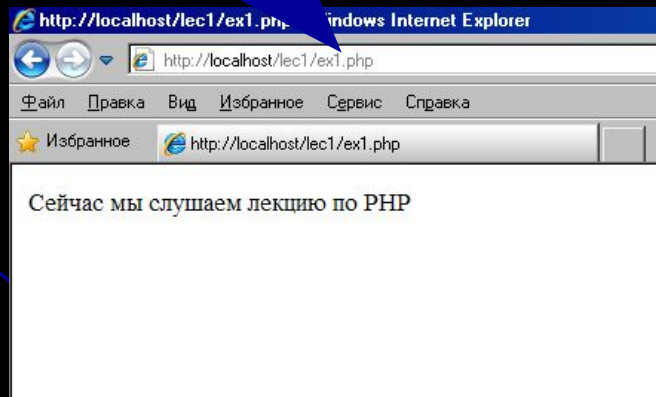 http://localhost/lec1/ex1.php Windows Internet Explorer
http://localhost/lec1/ex1.php
Файл Правка Вид Избранное Сервис Справка
Избранное http://localhost/lec1/ex1.php
Сейчас мы слушаем лекцию по PHP